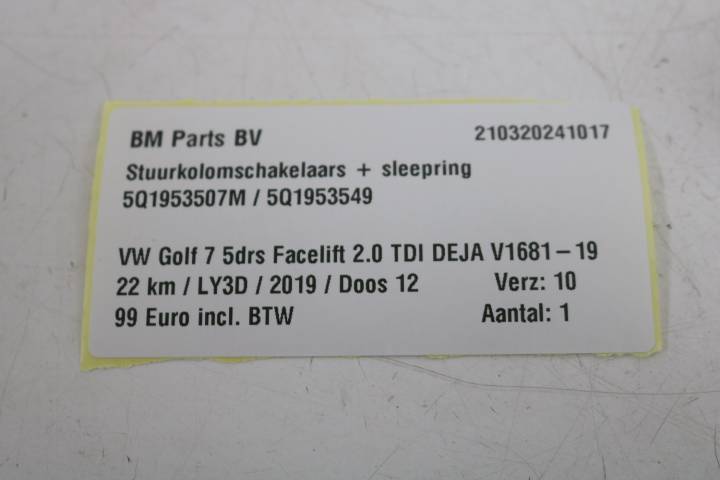 BM Parts BV 210320241017
Stuurkolomschakelaars + sleepring
5Q1953507M / 5Q1953549
VW Golf 7 5drs Facelift 2.0 TDI DEJA V1681-19
22 km / LY3D / 2019 / Doos 12 Verz: 10
99 Euro incl. BTW Aantal: 1